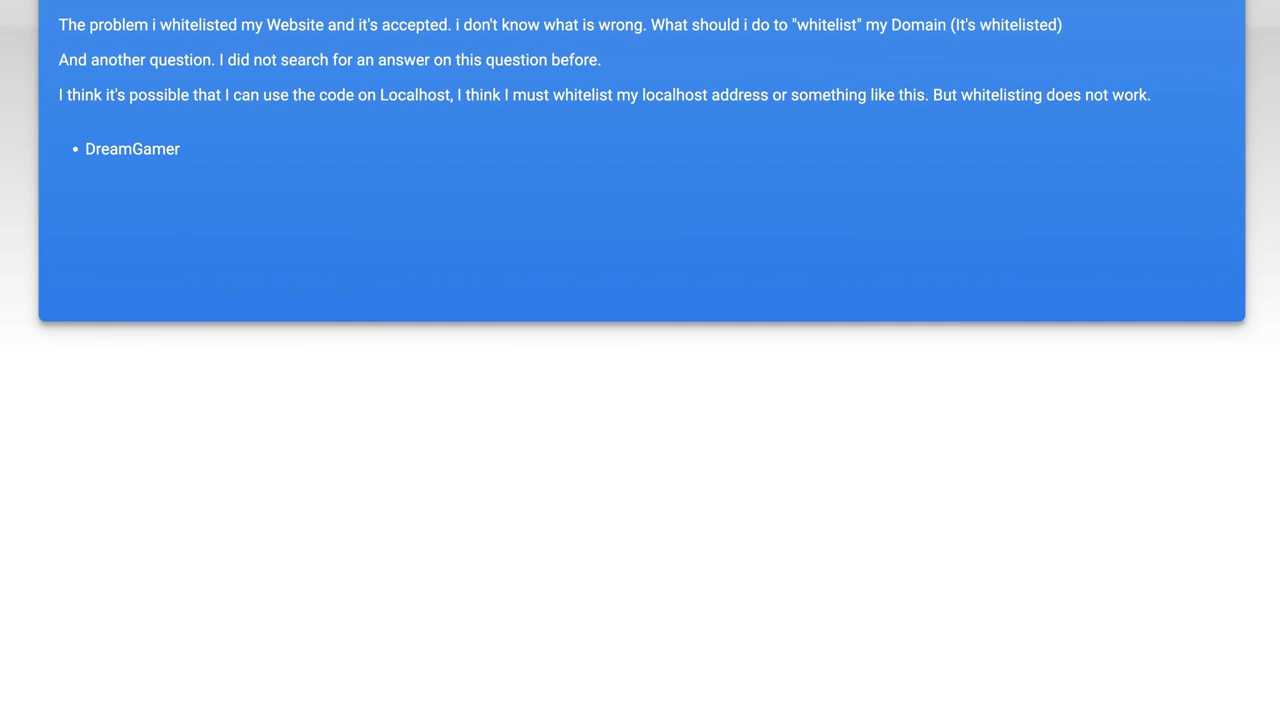 The problem i whitelisted my Website and it's accepted. i don't know what is wrong. What should i do to "whitelist" my Domain (It's whitelisted)
And another question. I did not search for an answer on this question before.
I think it's possible that I can use the code on Localhost, I think I must whitelist my localhost address or something like this. But whitelisting does not work.
• DreamGamer